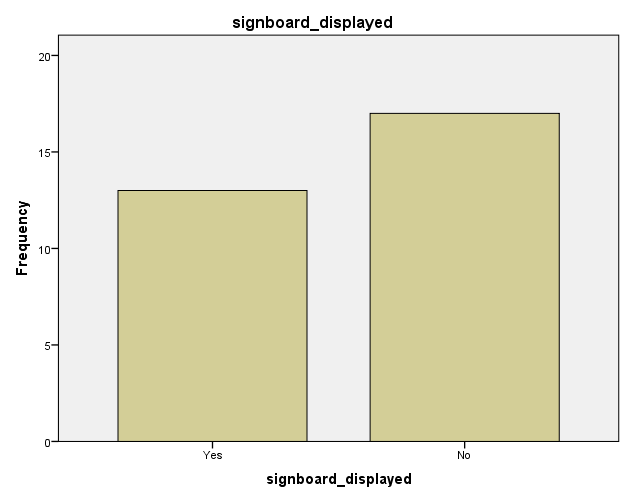 signboard_displayed
20
15
10
5
0
Frequency
Yes
No
signboard_displayed